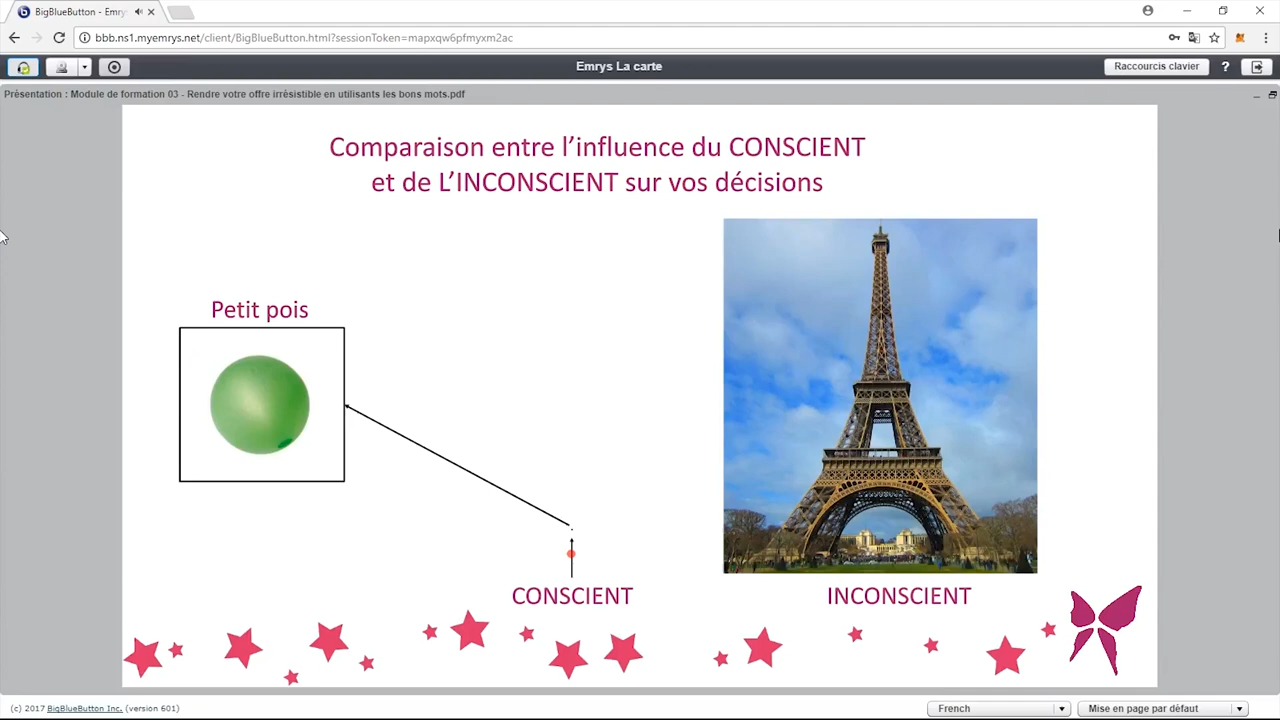 BigBlueButton - Emry
bbb.ns1.myemrys.net/client/BigBlueButton.html?sessionToken=mapxqw6pfmyxm2ac
Emrys La carte
Raccourcis clavier
?
Présentation : Module de formation 03 - Rendre votre offre irrésistible en utilisants les bons mots.pdf
Comparaison entre l’influence du CONSCIENT
et de L’INCONSCIENT sur vos décisions
Petit pois
CONSCIENT
INCONSCIENT
(c) 2017 BigBlueButton Inc. (version 601)
French
Mise en page par défaut